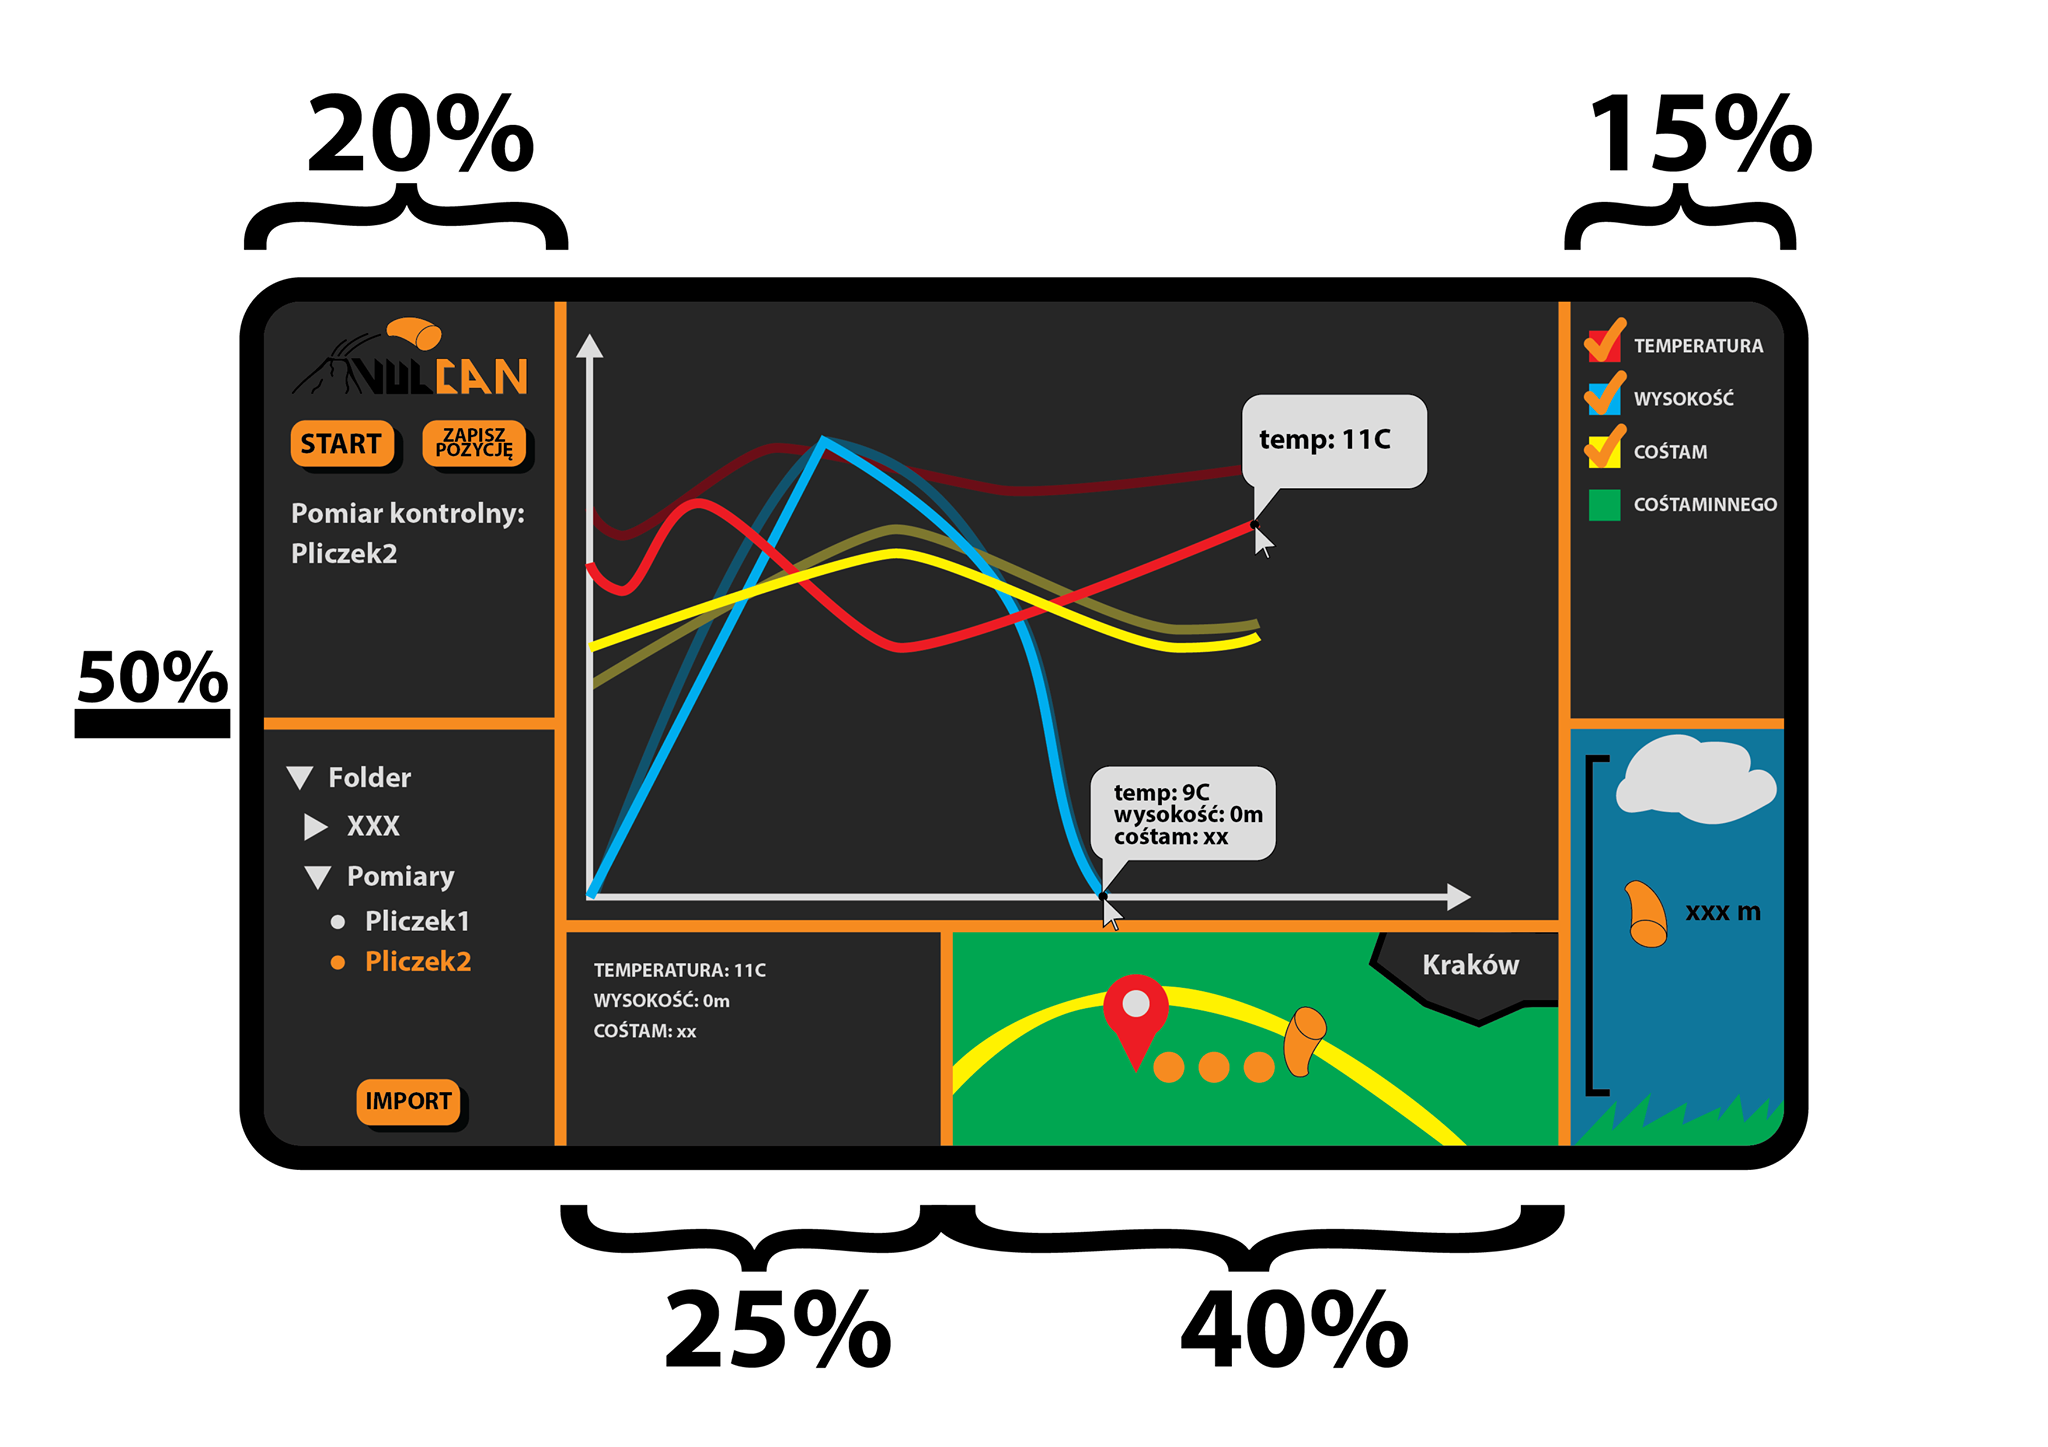 20%
15%
VULCAN
START
ZAPISZ
POZYCJĘ
Pomiar kontrolny:
Pliczek2
50%
Folder
XXX
Pomiary
Pliczek1
Pliczek2
IMPORT
temp: 11C
temp: 9C
wysokość: 0m
cośtam: xx
TEMPERATURA
WYSOKOŚĆ
COŚTAM
COŚTAMINNEGO
TEMPERATURA: 11C
WYSOKOŚĆ: 0m
COŚTAM: xx
Kraków
xxx m
25%
40%